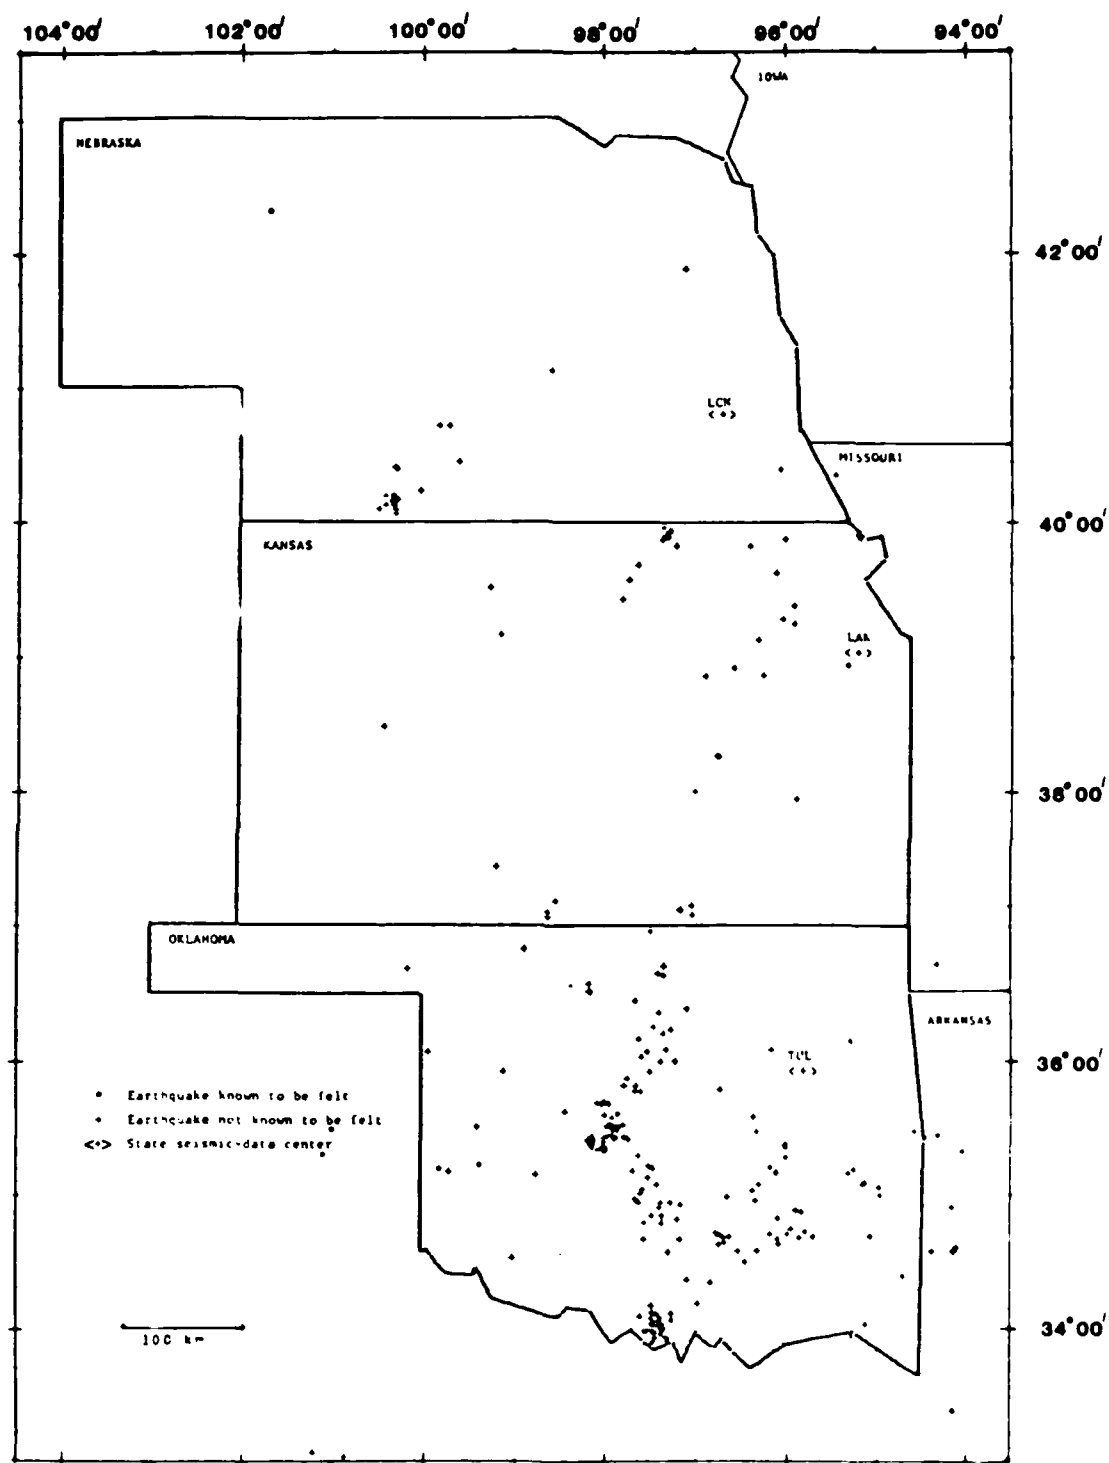 104°00' 102°00' 100°00' 98°00' 96°00' 94°00'
IOWA
NEBRASKA
42°00'
LCN
MISSOURI
40°00'
KANSAS
LAK
38°00'
OKLAHOMA
ARKANSAS
36°00'
TUL
Earthquake known to be felt
Earthquake not known to be felt
<+> State seismic-data center
34°00'
100 km